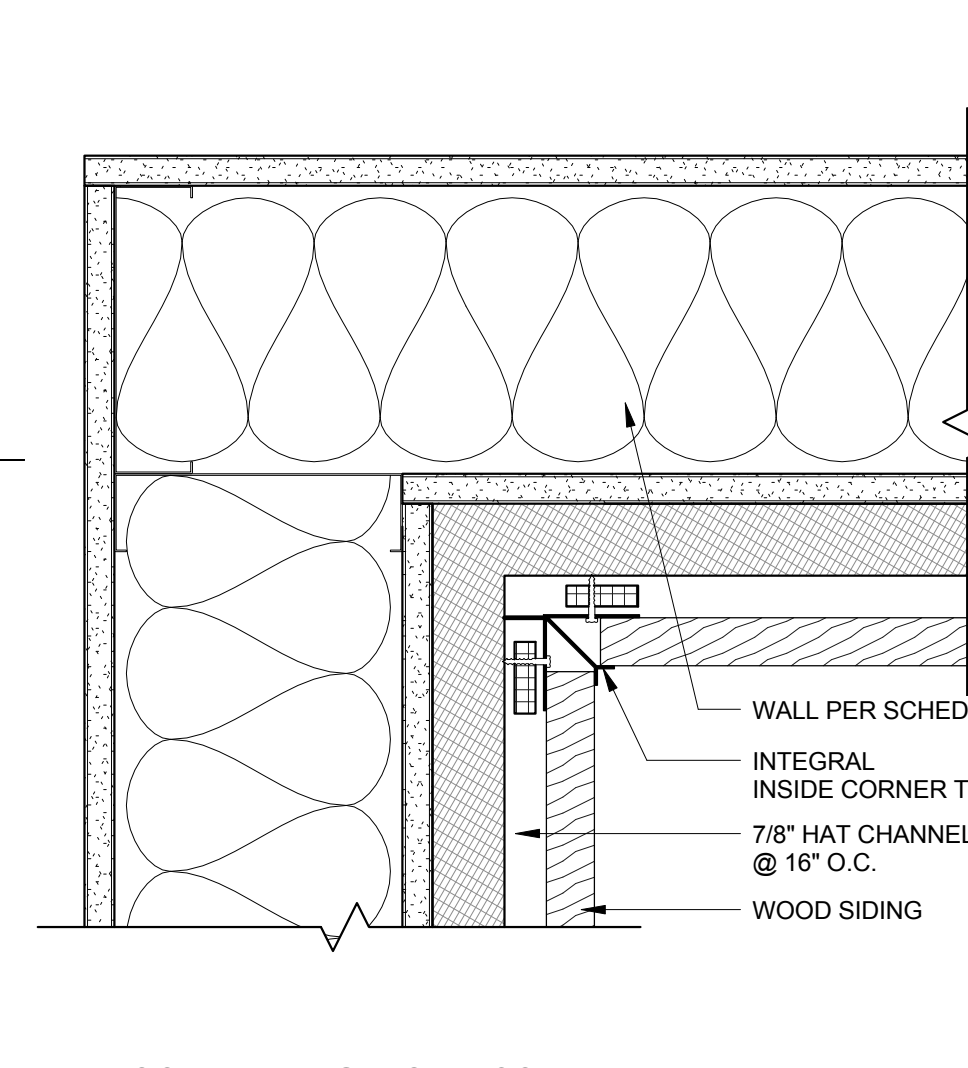 WALL PER SCHED
INTEGRAL
INSIDE CORNER T
7/8" HAT CHANNEL
@ 16" O.C.
WOOD SIDING